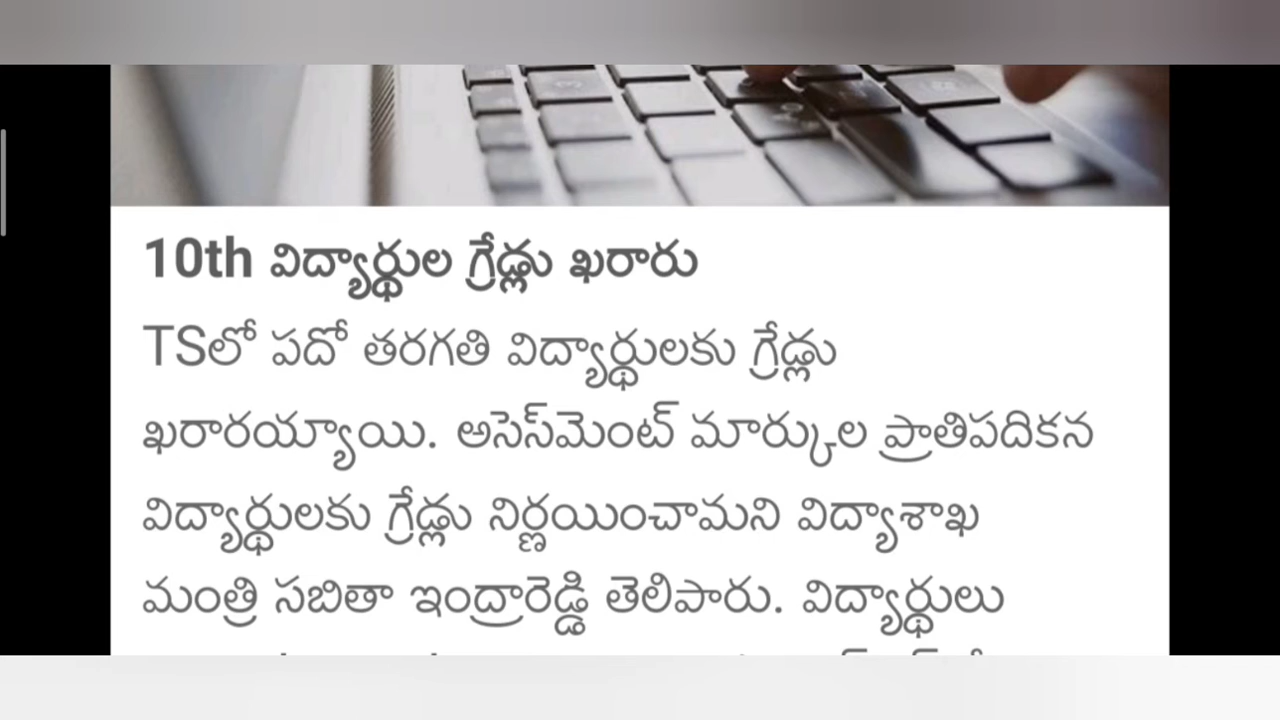 10th విద్యార్థుల గ్రేడ్లు ఖరారు
TSలో పదో తరగతి విద్యార్థులకు గ్రేడ్లు
ఖరారయ్యాయి. అసెస్‌మెంట్ మార్కుల ప్రాతిపదికన
విద్యార్థులకు గ్రేడ్లు నిర్ణయించామని విద్యాశాఖ
మంత్రి సబితా ఇంద్రారెడ్డి తెలిపారు. విద్యార్థులు